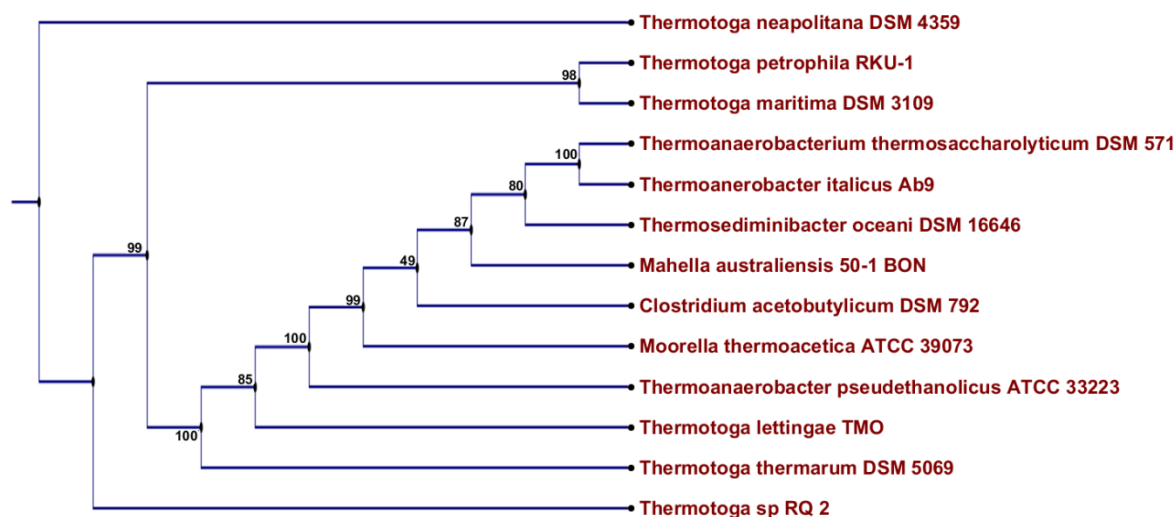 Thermotoga neapolitana DSM 4359
98
Thermotoga petrophila RKU-1
Thermotoga maritima DSM 3109
100
Thermoanaerobacterium thermosaccharolyticum DSM 571
80
Thermoanerobacter italicus Ab9
87
Thermosediminibacter oceani DSM 16646
99
49
Mahella australiensis 50-1 BON
99
Clostridium acetobutylicum DSM 792
100
Moorella thermoacetica ATCC 39073
85
Thermoanaerobacter pseudethanolicus ATCC 33223
100
Thermotoga lettingae TMO
Thermotoga thermarum DSM 5069
Thermotoga sp RQ 2